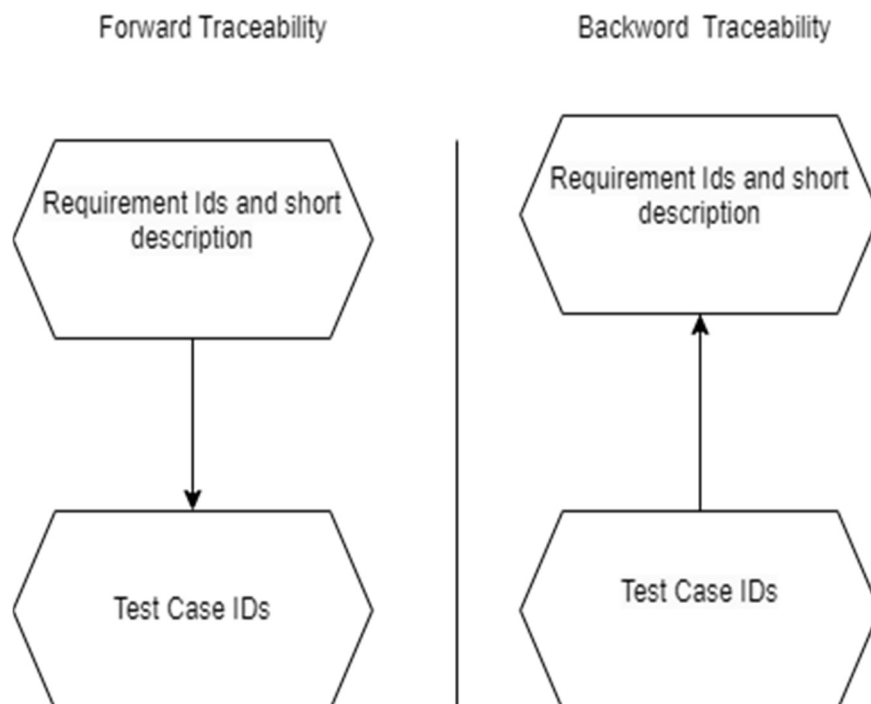 Forward Traceability
Backword Traceability
Requirement Ids and short
description
Requirement Ids and short
description
Test Case IDs
Test Case IDs